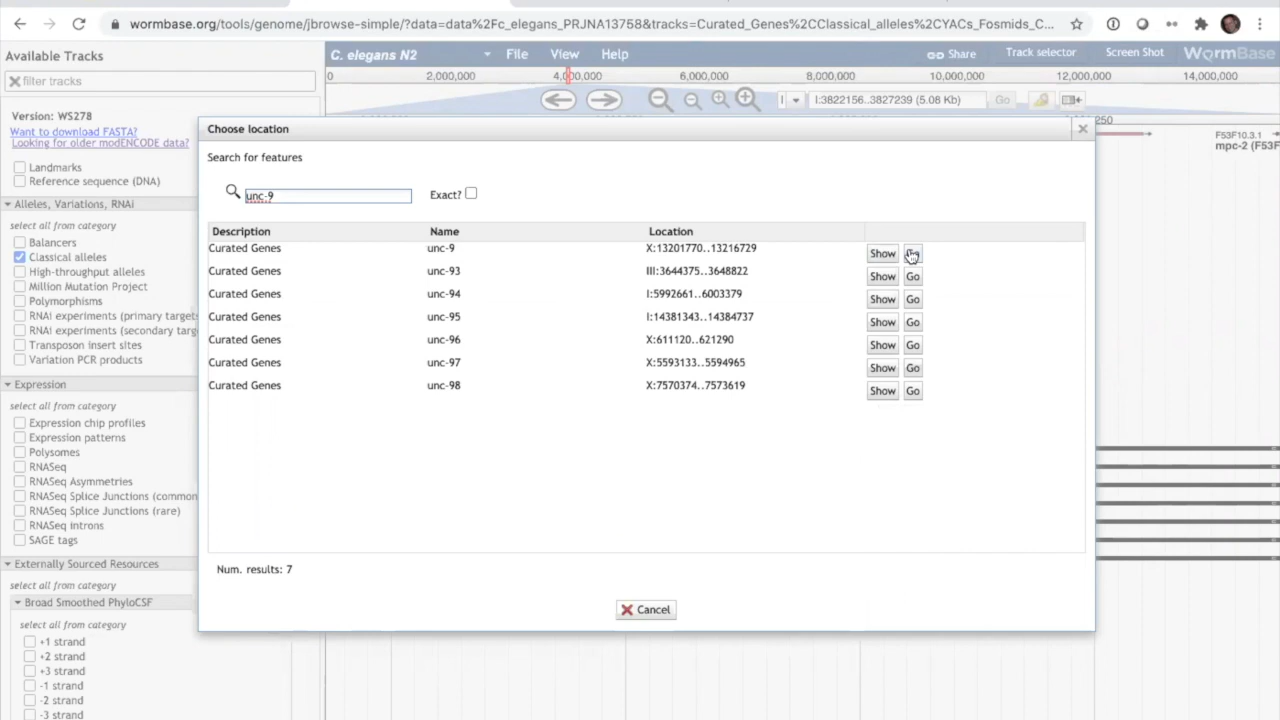 wormbase.org/tools/genome/jbrowse-simple/?data=data%2Fc_elegans_PRJNA13758&tracks=Curated_Genes%2CClassical_alleles%2CYACs_Fosmids_C...
Available Tracks
filter tracks
Version: WS278
Want to download FASTA?
Looking for older modENCODE data?
Landmarks
Reference sequence (DNA)
Alleles, Variations, RNAi
select all from category
Balancers
Classical alleles
High-throughput alleles
Million Mutation Project
Polymorphisms
RNAi experiments (primary targets
RNAi experiments (secondary targ
Transposon insert sites
Variation PCR products
Expression
select all from category
Expression chip profiles
Expression patterns
Polysomes
RNASeq
RNASeq Asymmetries
RNASeq Splice Junctions (common
RNASeq Splice Junctions (rare)
RNASeq introns
SAGE tags
Externally Sourced Resources
select all from category
Broad Smoothed PhyloCSF
select all from category
+1 strand
+2 strand
+3 strand
-1 strand
-2 strand
-3 strand
C. elegans N2 File View Help Share Track selector Screen Shot WormBase
0 2,000,000 4,000,000 6,000,000 8,000,000 10,000,000 12,000,000 14,000,000
I I:3822156..3827239 (5.08 Kb) Go
F53F10.3.1
mpc-2 (F53F
Choose location
Search for features
unc-9 Exact?
Description Name Location
Curated Genes unc-9 X:13201770..13216729 Show
Curated Genes unc-93 III:3644375..3648822 Show Go
Curated Genes unc-94 I:5992661..6003379 Show Go
Curated Genes unc-95 I:14381343..14384737 Show Go
Curated Genes unc-96 X:611120..621290 Show Go
Curated Genes unc-97 X:5593133..5594965 Show Go
Curated Genes unc-98 X:7570374..7573619 Show Go
Num. results: 7
Cancel